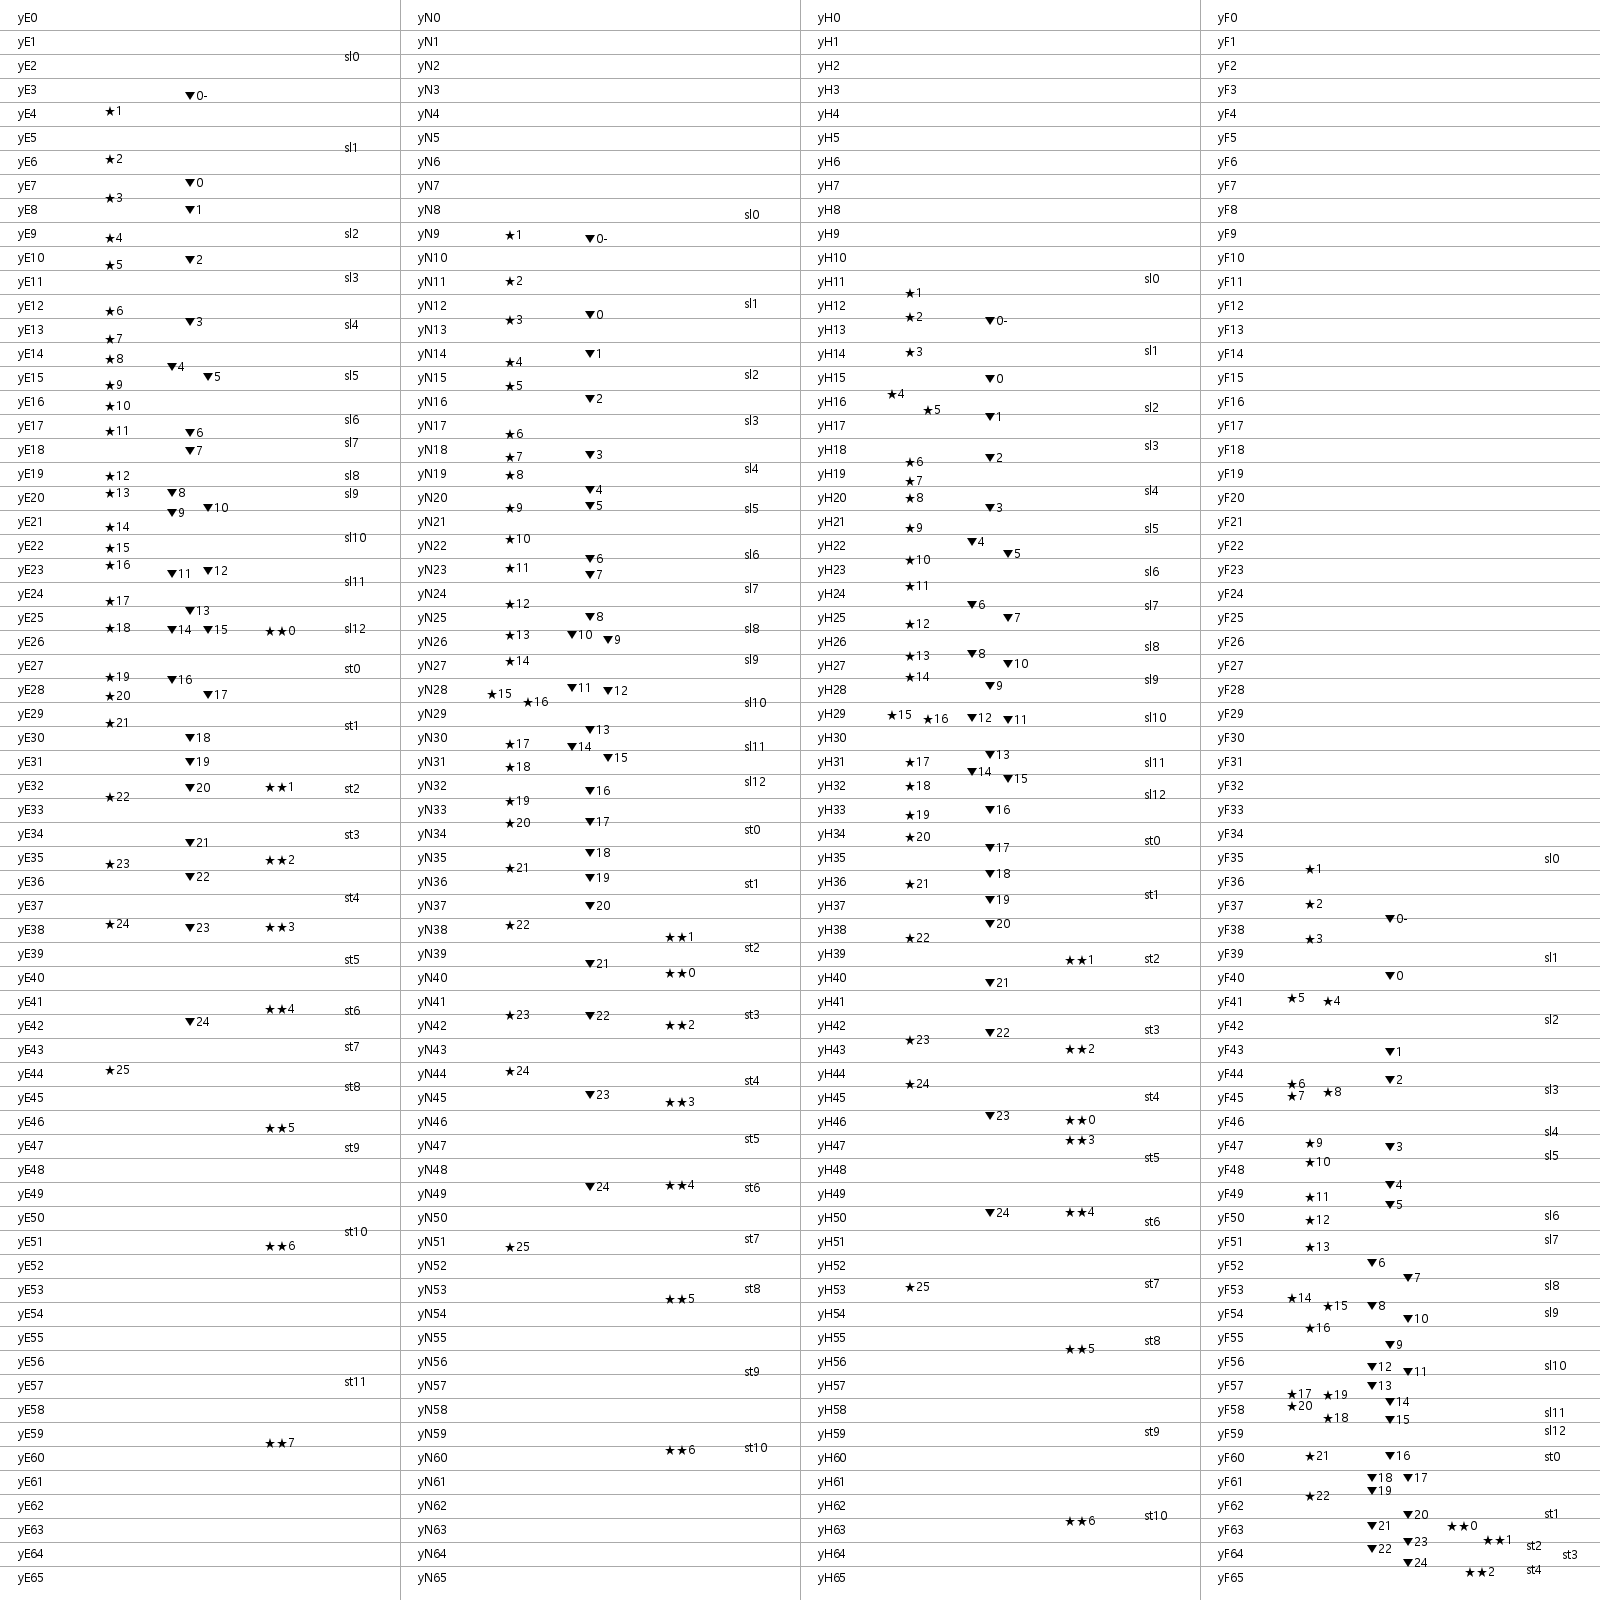 yE0
yE1
yE2 sl0
yE3 ▼0-
yE4 ★1
yE5 sl1
yE6 ★2
yE7 ▼0
yE8 ★3 ▼1
yE9 ★4 sl2
yE10 ★5 ▼2
yE11 sl3
yE12 ★6
yE13 ★7 ▼3 sl4
yE14 ★8 ▼4
yE15 ★9 ▼5 sl5
yE16 ★10
yE17 ★11 ▼6 sl6
yE18 ▼7 sl7
yE19 ★12 sl8
yE20 ★13 ▼8 ▼10 sl9
yE21 ★14 ▼9
yE22 ★15 sl10
yE23 ★16 ▼11 ▼12 sl11
yE24 ★17
yE25 ★18 ▼13 ▼14 ▼15 sl12
yE26 ★★0
yE27 ★19 st0
yE28 ★20 ▼16 ▼17
yE29 ★21 st1
yE30 ▼18
yE31 ▼19
yE32 ★22 ▼20 ★★1 st2
yE33
yE34 ▼21 st3
yE35 ★23 ★★2
yE36 ▼22
yE37 st4
yE38 ★24 ▼23 ★★3
yE39 st5
yE40
yE41 ★★4 st6
yE42 ▼24
yE43 st7
yE44 ★25
yE45 st8
yE46 ★★5
yE47 st9
yE48
yE49
yE50
yE51 ★★6 st10
yE52
yE53
yE54
yE55
yE56
yE57 st11
yE58
yE59 ★★7
yE60
yE61
yE62
yE63
yE64
yE65
yN0
yN1
yN2
yN3
yN4
yN5
yN6
yN7
yN8 sl0
yN9 ★1 ▼0-
yN10
yN11 ★2
yN12 ▼0 sl1
yN13 ★3
yN14 ★4 ▼1
yN15 ★5 sl2
yN16 ▼2
yN17 ★6 sl3
yN18 ★7 ▼3
yN19 ★8 sl4
yN20 ★9 ▼4 ▼5 sl5
yN21
yN22 ★10 sl6
yN23 ★11 ▼6 ▼7
yN24 ★12 sl7
yN25 ▼8 sl8
yN26 ★13 ▼10 ▼9
yN27 ★14 sl9
yN28 ★15 ★16 ▼11 ▼12
yN29 sl10
yN30 ★17 ▼13 ▼14 sl11
yN31 ★18 ▼15
yN32 ★19 ▼16 sl12
yN33 ★20 ▼17
yN34 st0
yN35 ★21 ▼18
yN36 ▼19 st1
yN37 ▼20
yN38 ★22 ★★1
yN39 ▼21 st2
yN40 ★★0
yN41 ★23 ▼22 st3
yN42 ★★2
yN43
yN44 ★24 st4
yN45 ▼23 ★★3
yN46
yN47 st5
yN48
yN49 ▼24 ★★4 st6
yN50
yN51 ★25 st7
yN52
yN53 ★★5 st8
yN54
yN55
yN56 st9
yN57
yN58
yN59
yN60 ★★6 st10
yN61
yN62
yN63
yN64
yN65
yH0
yH1
yH2
yH3
yH4
yH5
yH6
yH7
yH8
yH9
yH10
yH11 ★1 sl0
yH12 ★2
yH13 ▼0-
yH14 ★3 sl1
yH15 ▼0
yH16 ★4 ★5 sl2
yH17 ▼1
yH18 ▼2 sl3
yH19 ★6 ★7
yH20 ★8 ▼3 sl4
yH21 ★9 sl5
yH22 ▼4 ▼5
yH23 ★10 sl6
yH24 ★11 ▼6
yH25 ★12 ▼7 sl7
yH26 ★13 ▼8 sl8
yH27 ★14 ▼10
yH28 ▼9 sl9
yH29 ★15 ★16 ▼12 ▼11 sl10
yH30
yH31 ★17 ▼13 ▼14 sl11
yH32 ★18 ▼15 sl12
yH33 ★19 ▼16
yH34 ★20 st0
yH35 ▼17
yH36 ★21 ▼18
yH37 ▼19 st1
yH38 ★22 ▼20
yH39 ★★1 st2
yH40 ▼21
yH41
yH42 ▼22 st3
yH43 ★23 ★★2
yH44 ★24
yH45 st4
yH46 ▼23 ★★0
yH47 ★★3 st5
yH48
yH49
yH50 ▼24 ★★4 st6
yH51
yH52
yH53 ★25 st7
yH54
yH55 ★★5 st8
yH56
yH57
yH58
yH59 st9
yH60
yH61
yH62 st10
yH63 ★★6
yH64
yH65
yF0
yF1
yF2
yF3
yF4
yF5
yF6
yF7
yF8
yF9
yF10
yF11
yF12
yF13
yF14
yF15
yF16
yF17
yF18
yF19
yF20
yF21
yF22
yF23
yF24
yF25
yF26
yF27
yF28
yF29
yF30
yF31
yF32
yF33
yF34
yF35 sl0
yF36 ★1
yF37 ★2 ▼0-
yF38 ★3
yF39 sl1
yF40 ▼0
yF41 ★5 ★4
yF42 sl2
yF43 ▼1
yF44 ★6 ▼2
yF45 ★7 ★8 sl3
yF46 sl4
yF47 ★9 ▼3 sl5
yF48 ★10
yF49 ★11 ▼4 ▼5
yF50 ★12 sl6
yF51 ★13 sl7
yF52 ▼6 ▼7
yF53 ★14 sl8
yF54 ★15 ▼8 ▼10 sl9
yF55 ★16 ▼9
yF56 ▼12 ▼11 sl10
yF57 ★17 ★19 ▼13
yF58 ★20 ★18 ▼14 ▼15 sl11
yF59 sl12
yF60 ★21 ▼16 st0
yF61 ★22 ▼18 ▼17 ▼19
yF62 ▼20 st1
yF63 ▼21 ▼23 ★★0 ★★1
yF64 ▼22 ▼24 st2 st3
yF65 ★★2 st4